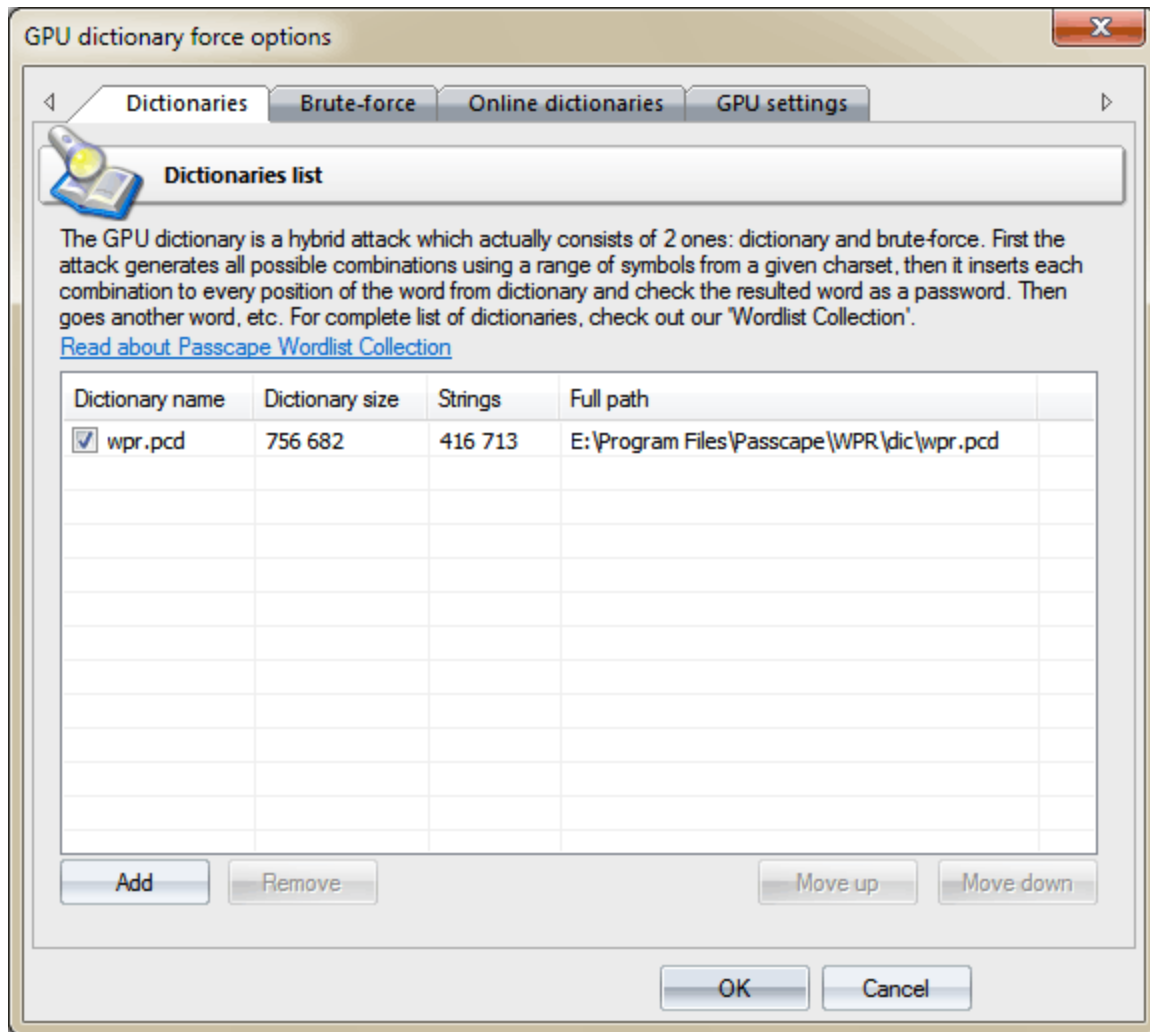 GPU dictionary force options
Dictionaries Brute-force Online dictionaries GPU settings
Dictionaries list
The GPU dictionary is a hybrid attack which actually consists of 2 ones: dictionary and brute-force. First the
attack generates all possible combinations using a range of symbols from a given charset, then it inserts each
combination to every position of the word from dictionary and check the resulted word as a password. Then
goes another word, etc. For complete list of dictionaries, check out our 'Wordlist Collection'.
Read about Passcape Wordlist Collection
Dictionary name Dictionary size Strings Full path
wpr.pcd 756 682 416 713 E:\Program Files\Passcape\WPR\dic\wpr.pcd
Add Remove Move up Move down
OK Cancel